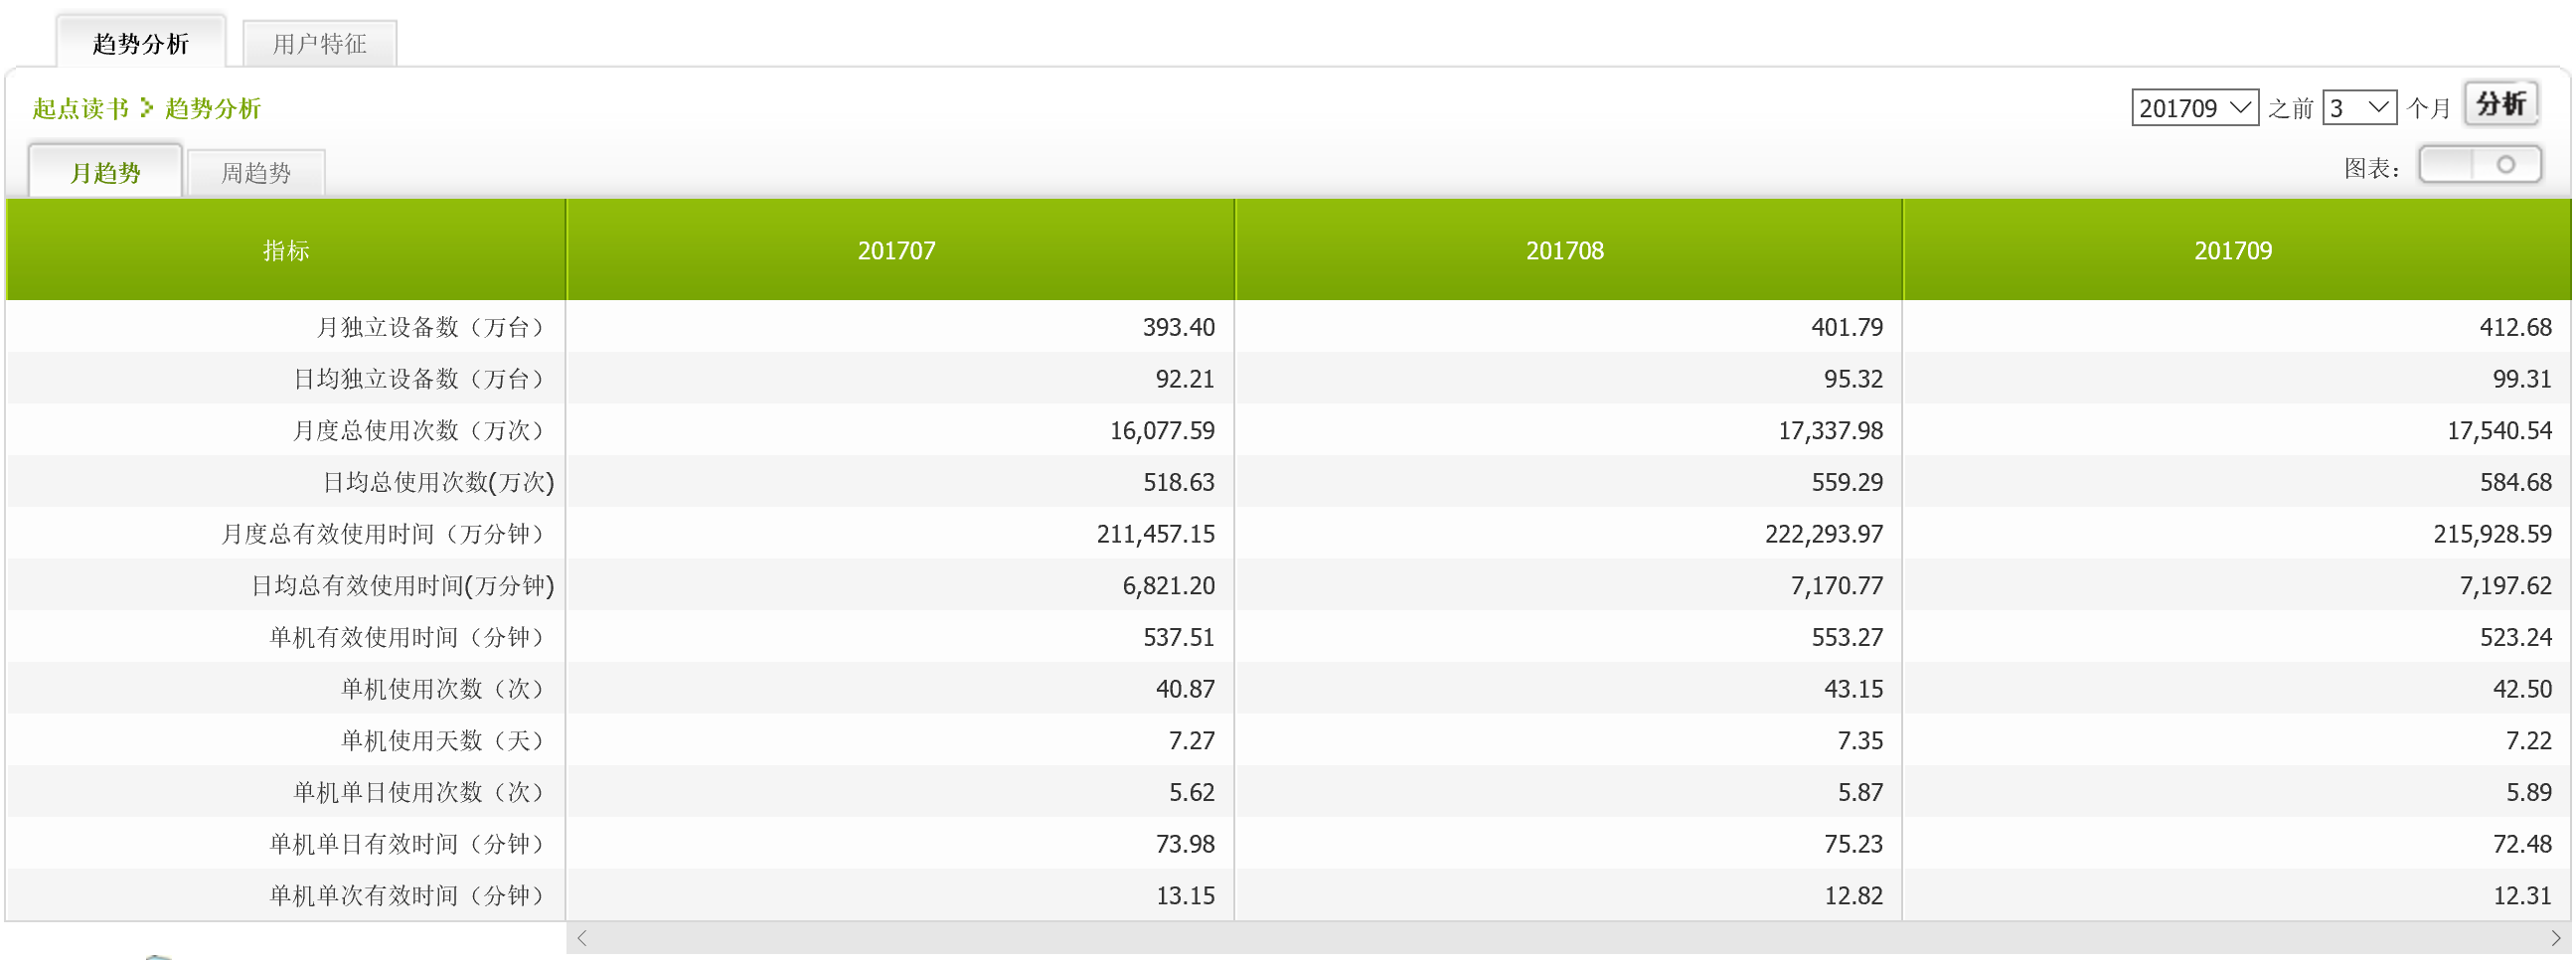 趋势分析 用户特征
起点读书 趋势分析 201709 之前 3 个月 分析
月趋势 周趋势 图表：
指标 201707 201708 201709
月独立设备数（万台） 393.40 401.79 412.68
日均独立设备数（万台） 92.21 95.32 99.31
月度总使用次数（万次） 16,077.59 17,337.98 17,540.54
日均总使用次数(万次) 518.63 559.29 584.68
月度总有效使用时间（万分钟） 211,457.15 222,293.97 215,928.59
日均总有效使用时间(万分钟) 6,821.20 7,170.77 7,197.62
单机有效使用时间（分钟） 537.51 553.27 523.24
单机使用次数（次） 40.87 43.15 42.50
单机使用天数（天） 7.27 7.35 7.22
单机单日使用次数（次） 5.62 5.87 5.89
单机单日有效时间（分钟） 73.98 75.23 72.48
单机单次有效时间（分钟） 13.15 12.82 12.31